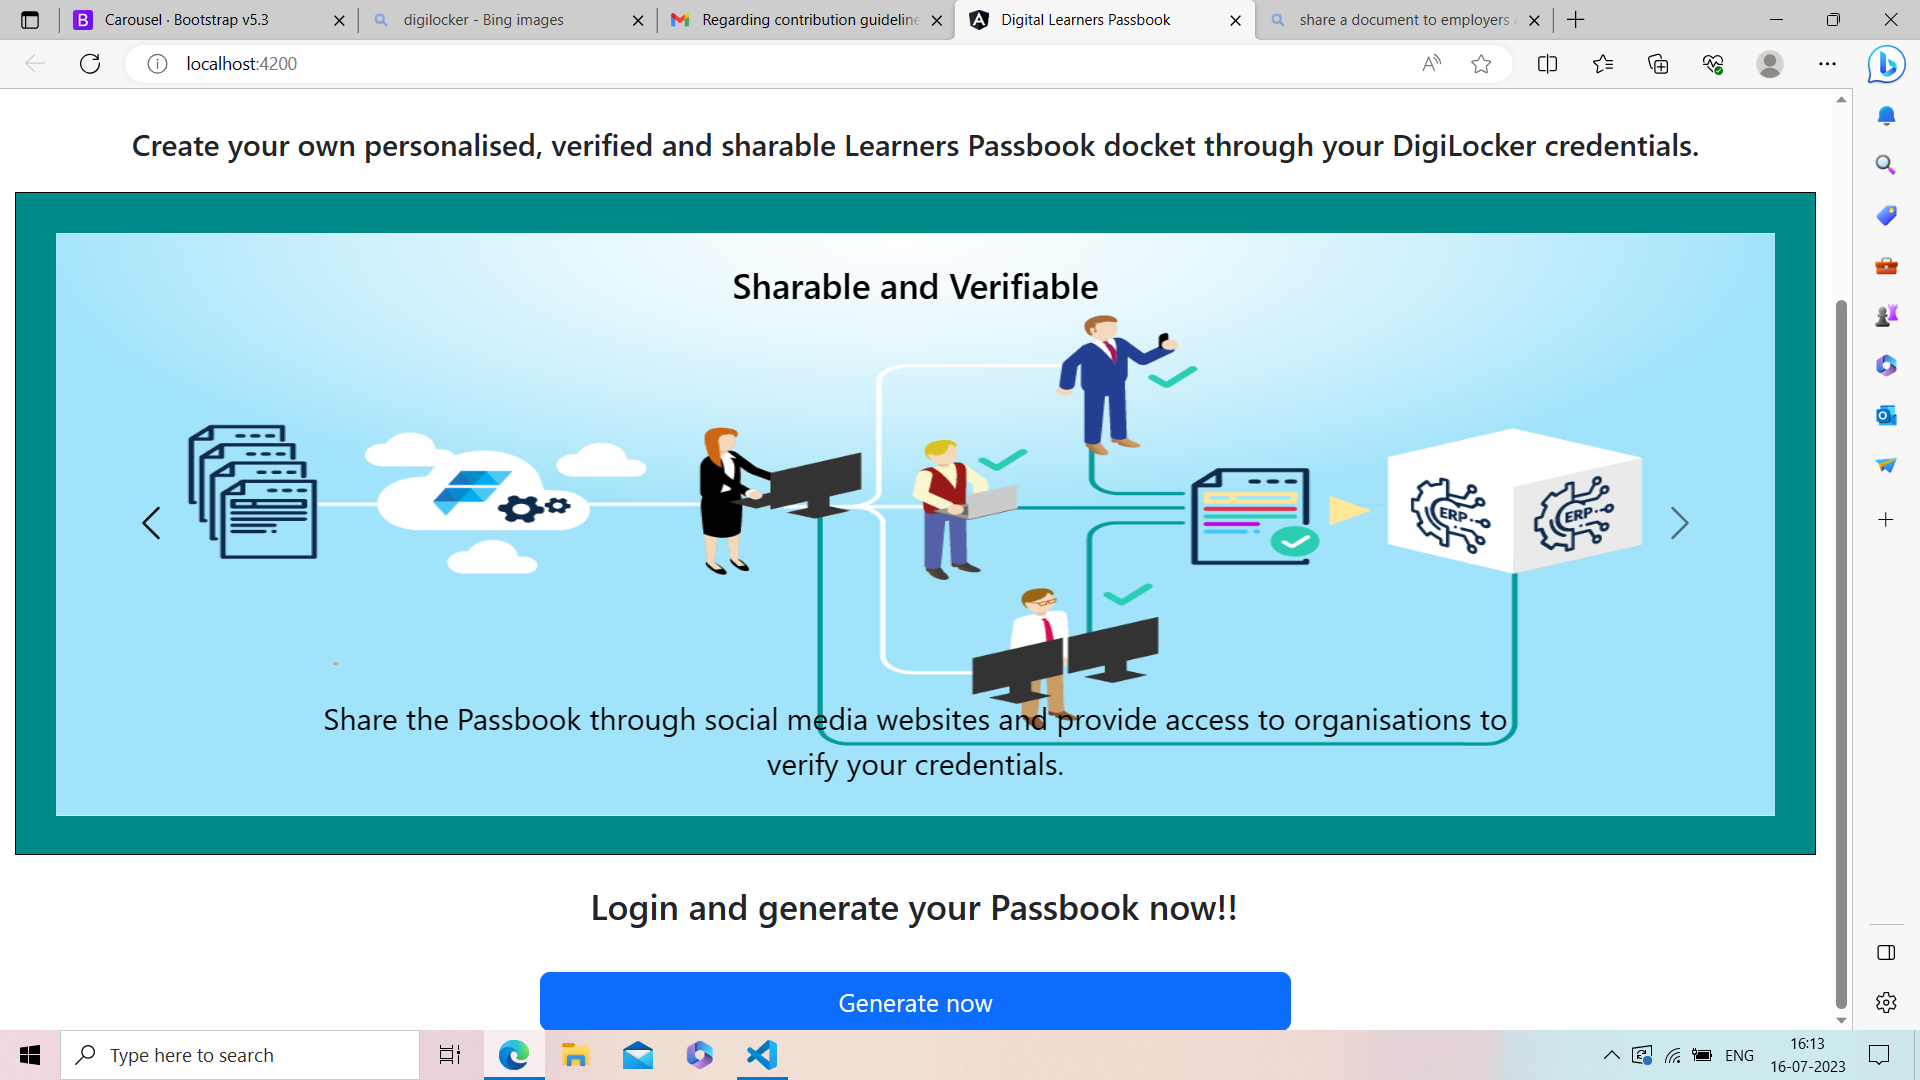 Carousel · Bootstrap v5.3
digilocker - Bing images
Regarding contribution guideline
Digital Learners Passbook
share a document to employers
localhost:4200
Create your own personalised, verified and sharable Learners Passbook docket through your DigiLocker credentials.
Sharable and Verifiable
ERP
ERP
Share the Passbook through social media websites and provide access to organisations to
verify your credentials.
Login and generate your Passbook now!!
Generate now
Type here to search
ENG
16:13
16-07-2023